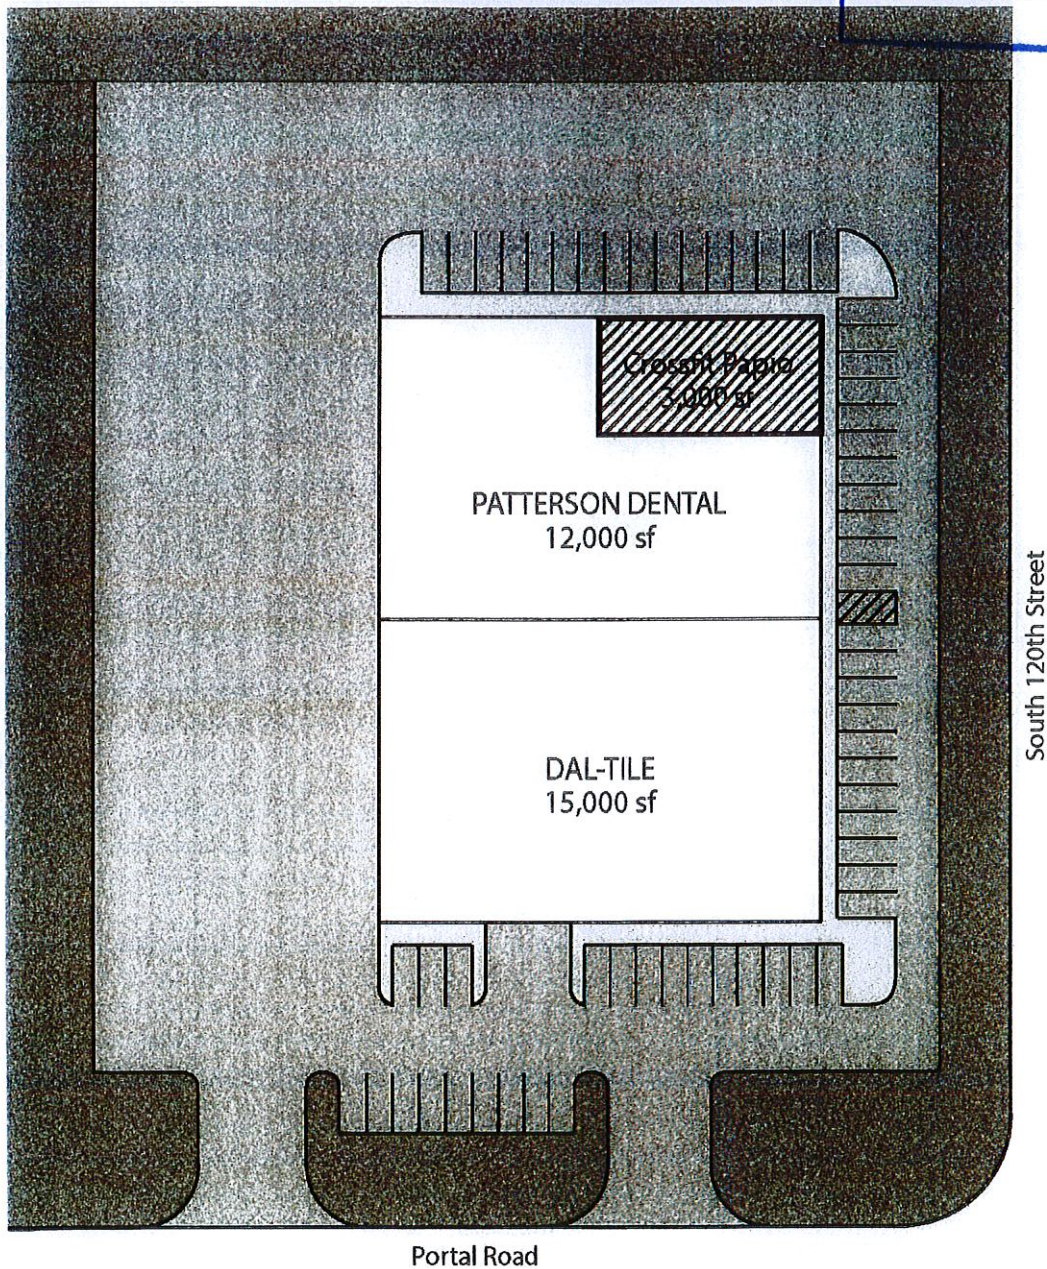 Crossfit Papio
3,000 sf
PATTERSON DENTAL
12,000 sf
DAL-TILE
15,000 sf
South 120th Street
Portal Road